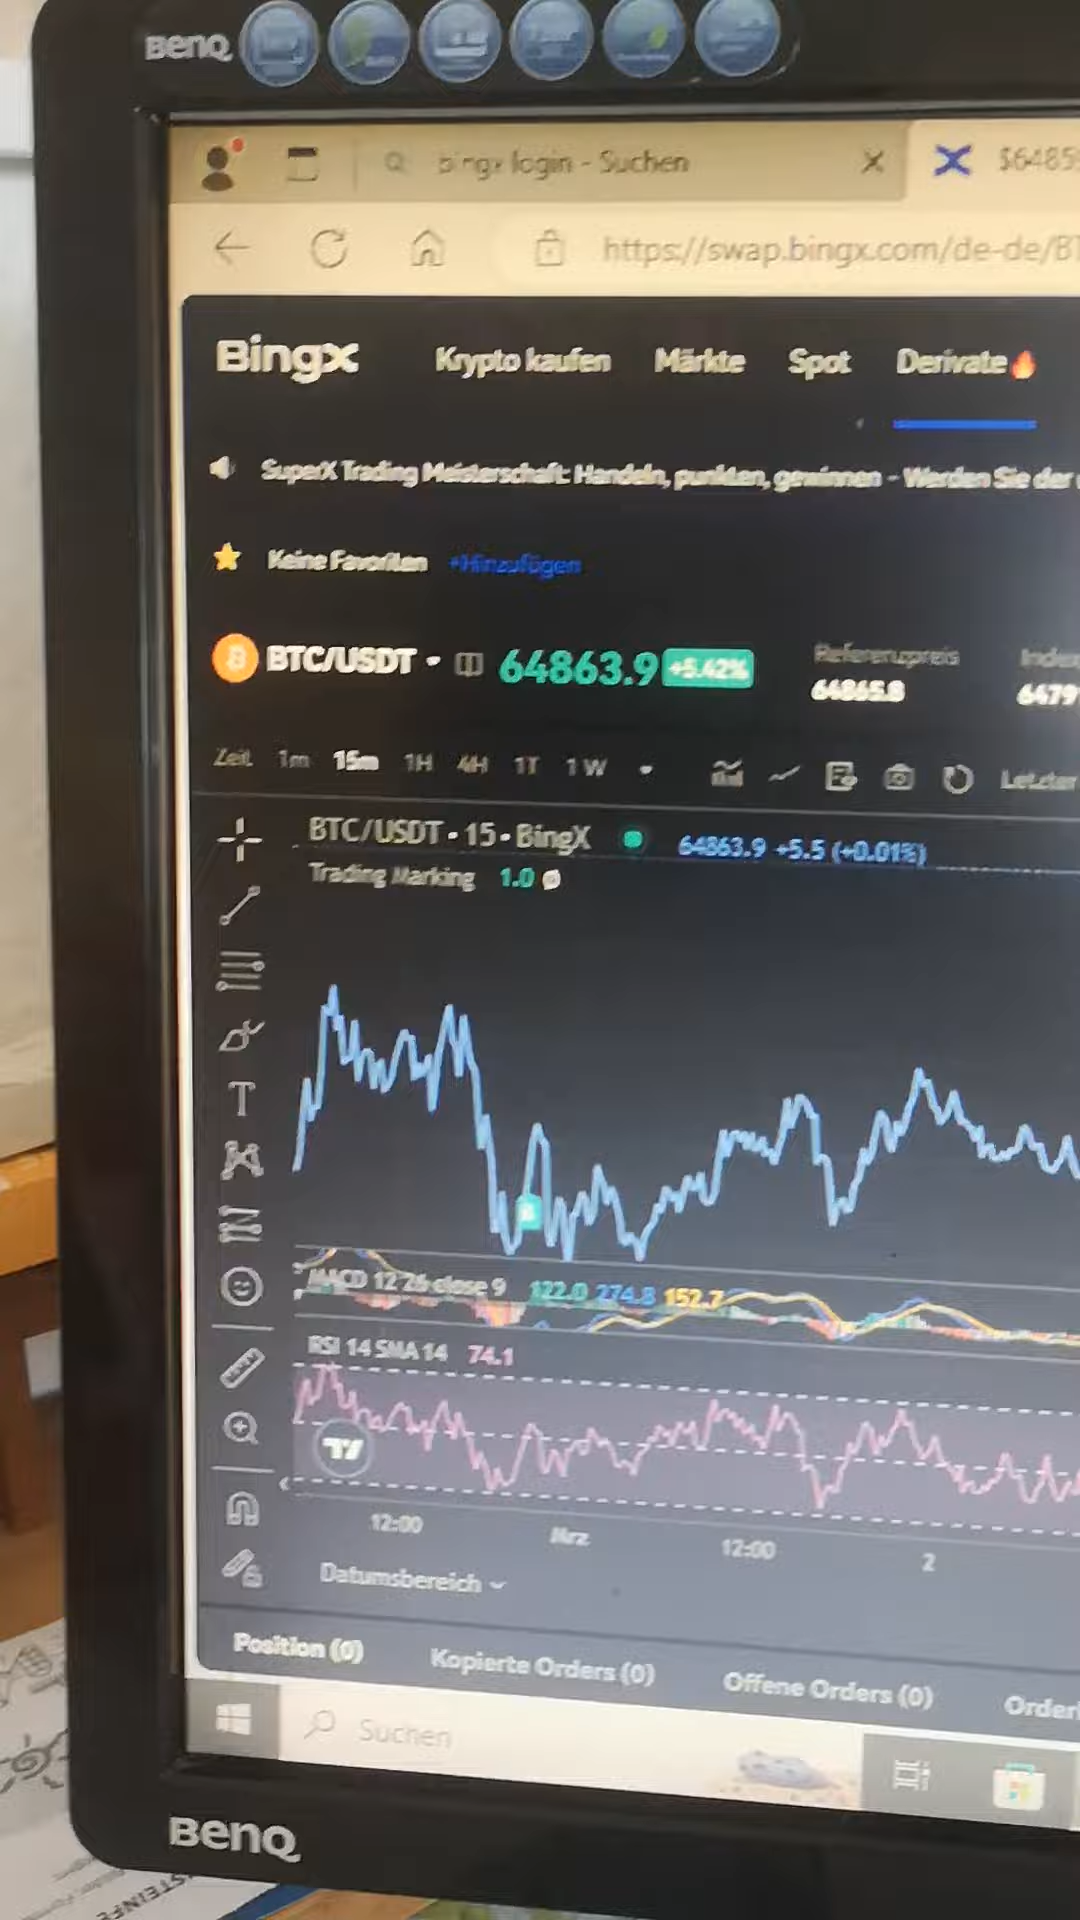 BenQ
bingx login - Suchen
https://swap.bingx.com/de-de/
BingX Krypto kaufen Märkte Spot Derivate
SuperX Trading Meisterschaft: Handeln, punkten, gewinnen - Werden Sie der
Keine Favoriten +Hinzufügen
BTC/USDT 64863.9 +5.42%
Referenzpreis
64865.8 6479
Zeit 1m 15m 1H 4H 1T 1W Letzter
BTC/USDT · 15 · BingX 64863.9 +5.5 (+0.01%)
Trading Marking 1.0 Ø
T
MACD 12 26 close 9 122.0 274.8 152.7
RSI 14 SMA 14 74.1
12:00 Mrz 12:00 2
Datumsbereich
Position (0) Kopierte Orders (0) Offene Orders (0)
Suchen
BenQ